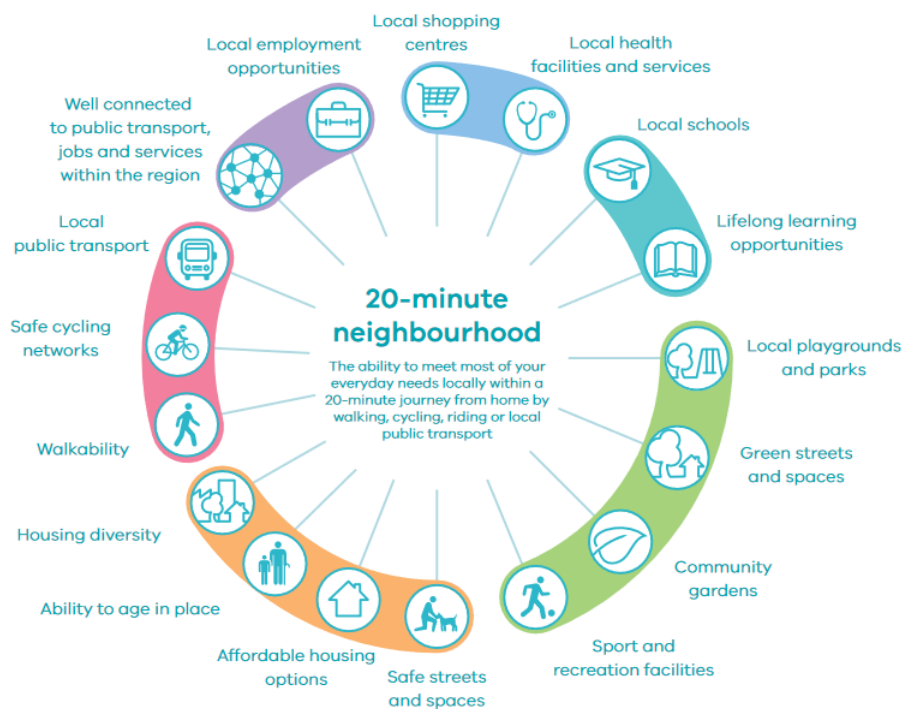 Local shopping
centres
Local health
facilities and services
Local schools
Lifelong learning
opportunities
Local playgrounds
and parks
Green streets
and spaces
Community
gardens
Sport and
recreation facilities
Safe streets
and spaces
Affordable housing
options
Ability to age in place
Housing diversity
Walkability
Safe cycling
networks
Local
public transport
Well connected
to public transport,
jobs and services
within the region
Local employment
opportunities
20-minute
neighbourhood
The ability to meet most of your
everyday needs locally within a
20-minute journey from home by
walking, cycling, riding or local
public transport